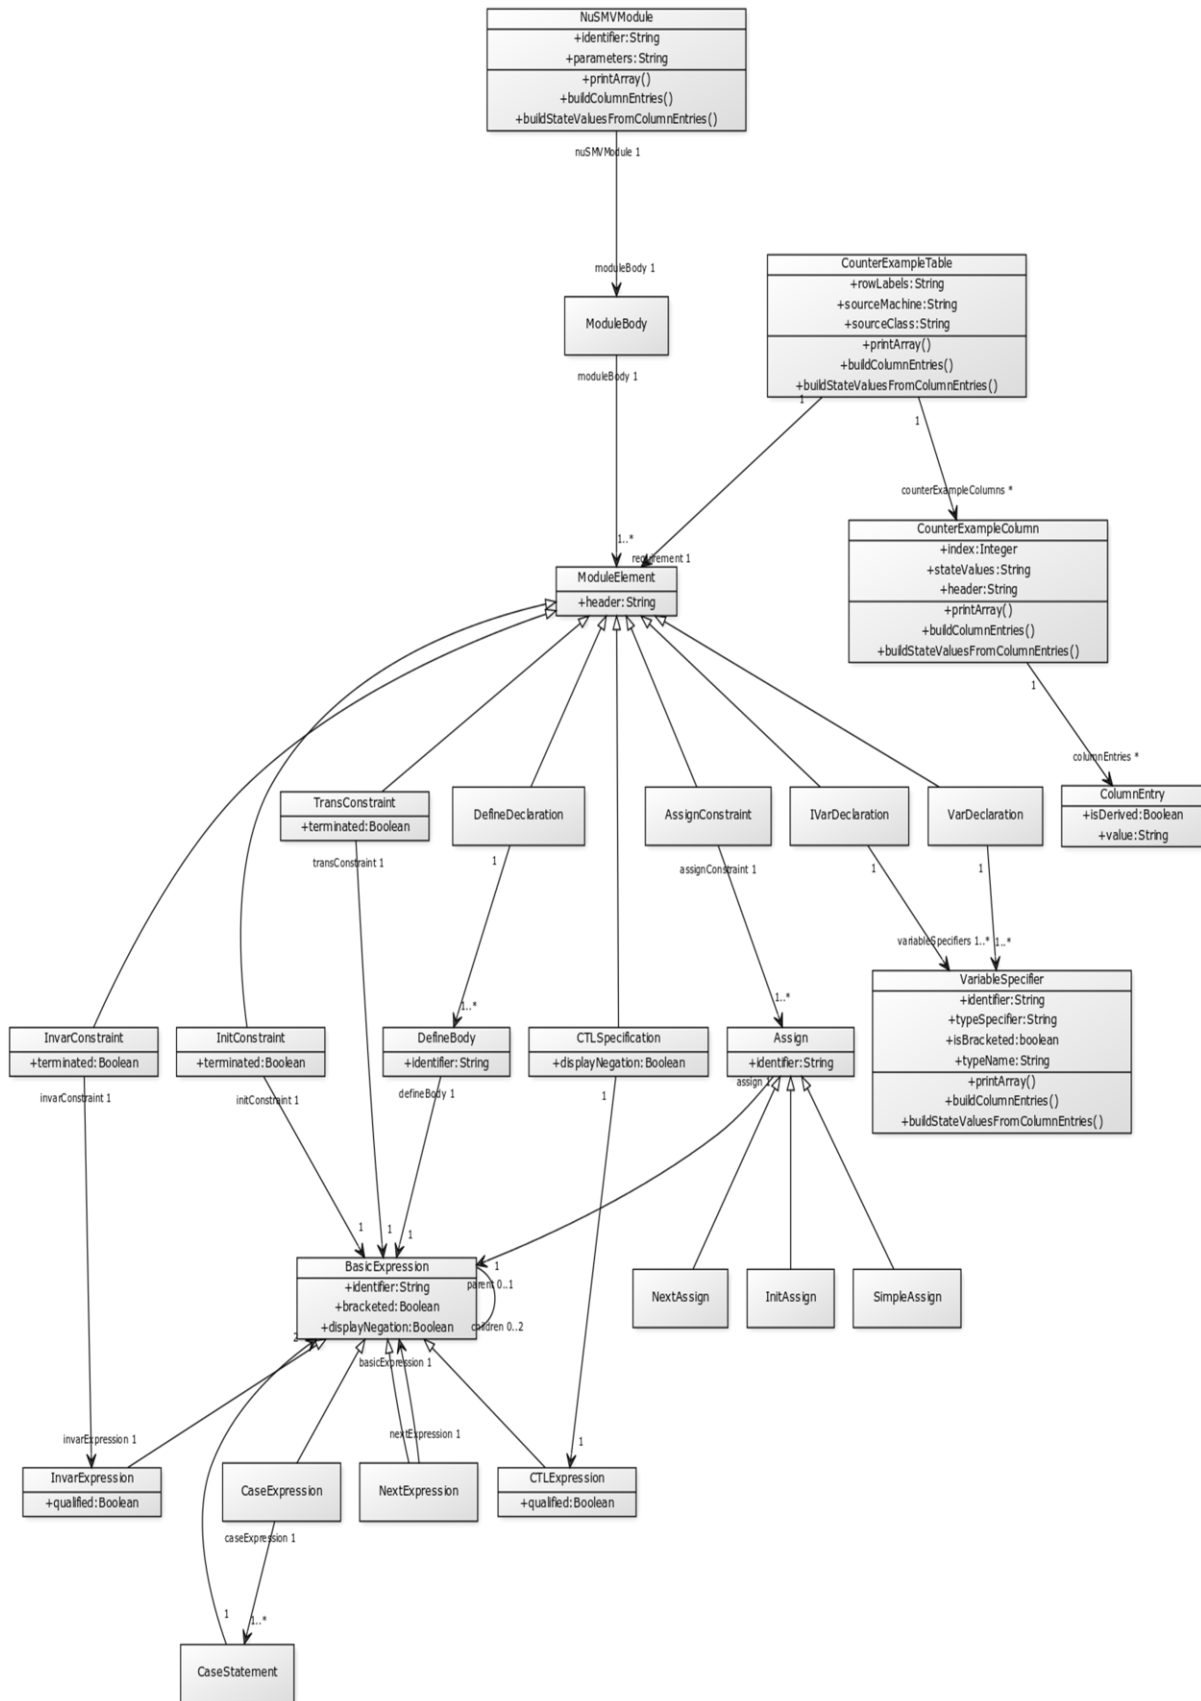 NuSMVModule
+identifier:String
+parameters:String
+printArray()
+buildColumnEntries()
+buildStateValuesFromColumnEntries()
nuSMVModule 1
moduleBody 1
ModuleBody
moduleBody 1
CounterExampleTable
+rowLabels:String
+sourceMachine:String
+sourceClass:String
+printArray()
+buildColumnEntries()
+buildStateValuesFromColumnEntries()
1
1
counterExampleColumns *
CounterExampleColumn
+index:Integer
+stateValues:String
+header:String
+printArray()
+buildColumnEntries()
+buildStateValuesFromColumnEntries()
1..*
requirement 1
ModuleElement
+header:String
1
columnEntries *
ColumnEntry
+isDerived:Boolean
+value:String
TransConstraint
+terminated:Boolean
transConstraint 1
DefineDeclaration
1
AssignConstraint
assignConstraint 1
IVarDeclaration
1
VarDeclaration
1
variableSpecifiers 1..*
1..*
VariableSpecifier
+identifier:String
+typeSpecifier:String
+isBracketed:boolean
+typeName:String
+printArray()
+buildColumnEntries()
+buildStateValuesFromColumnEntries()
InvarConstraint
+terminated:Boolean
invarConstraint 1
InitConstraint
+terminated:Boolean
initConstraint 1
1..*
DefineBody
+identifier:String
defineBody 1
CTLSpecification
+displayNegation:Boolean
1
1..*
Assign
+identifier:String
assign 1
1
1
1
1
BasicExpression
+identifier:String
+bracketed:Boolean
+displayNegation:Boolean
parent 0..1
children 0..2
NextAssign
InitAssign
SimpleAssign
2
basicExpression 1
invarExpression 1
nextExpression 1
1
InvarExpression
+qualified:Boolean
CaseExpression
caseExpression 1
NextExpression
CTLExpression
+qualified:Boolean
1
1..*
CaseStatement